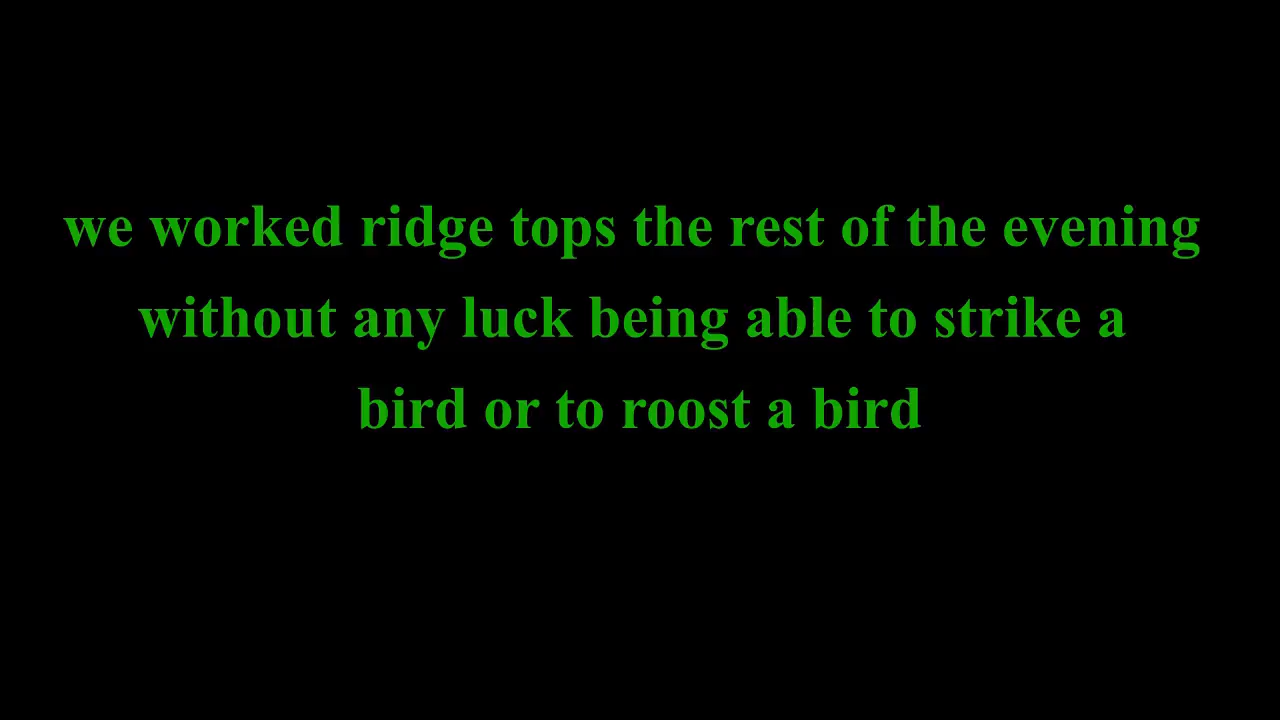 we worked ridge tops the rest of the evening
without any luck being able to strike a
bird or to roost a bird